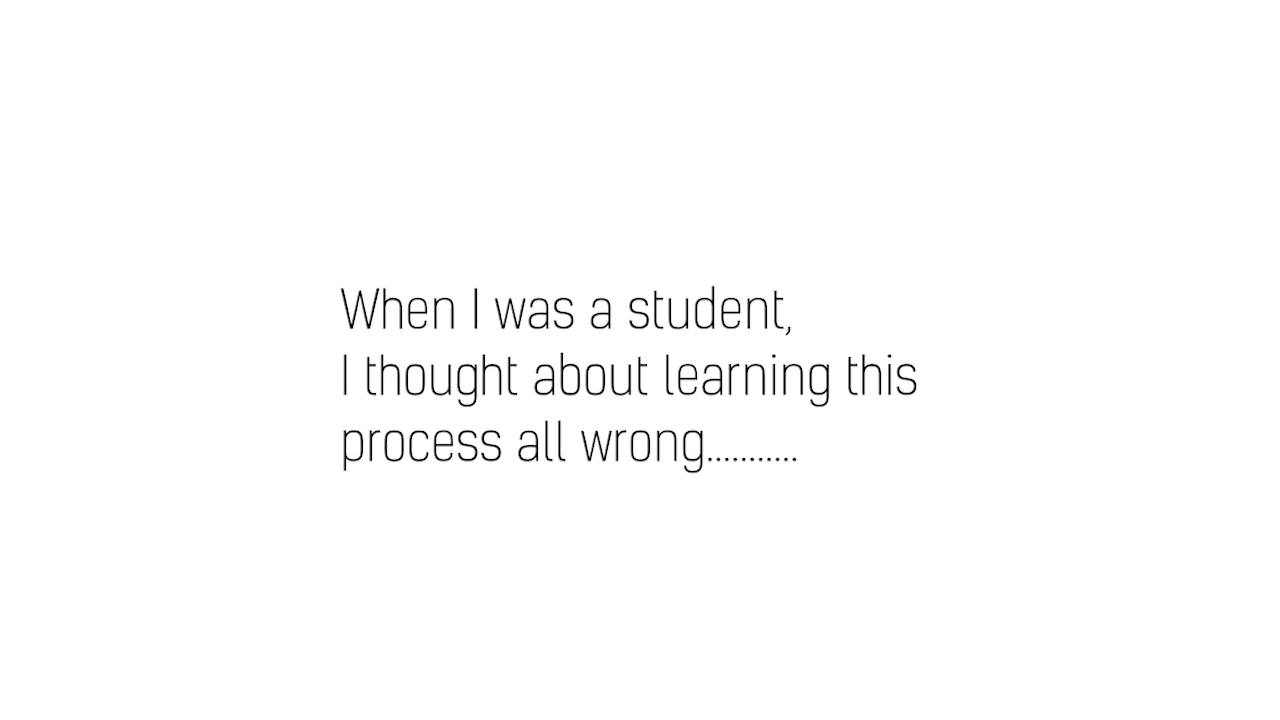 When I was a student,
I thought about learning this
process all wrong...........